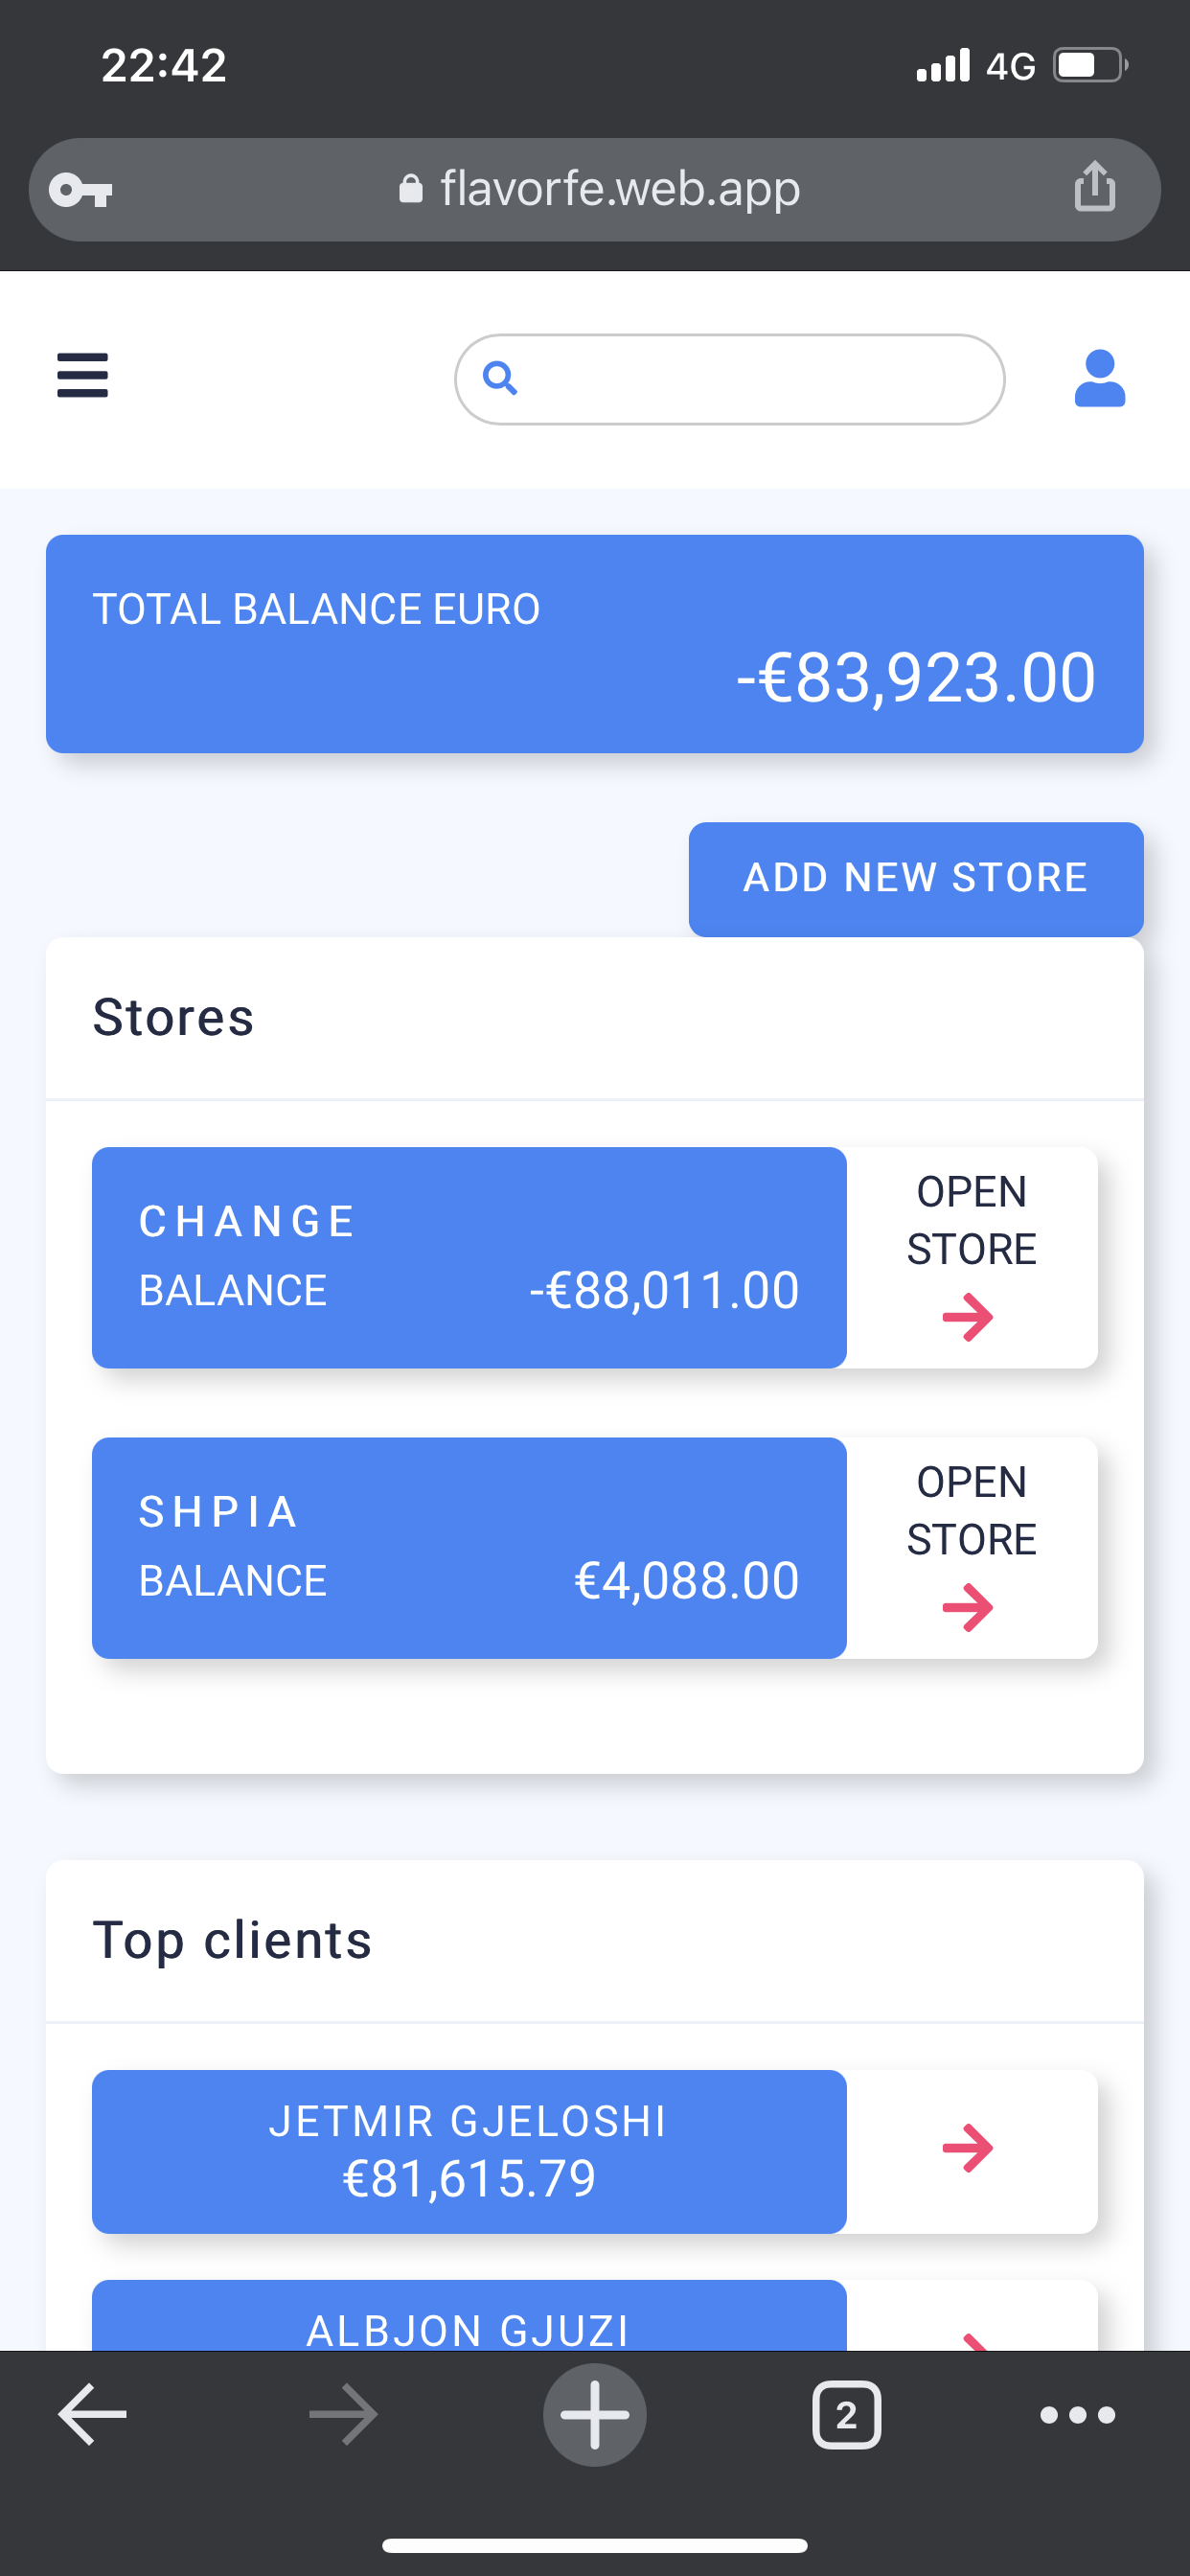 22:42
4G
flavorfe.web.app
TOTAL BALANCE EURO
-€83,923.00
ADD NEW STORE
Stores
CHANGE
BALANCE -€88,011.00
OPEN
STORE
SHPIA
BALANCE €4,088.00
OPEN
STORE
Top clients
JETMIR GJELOSHI
€81,615.79
ALBJON GJUZI
2